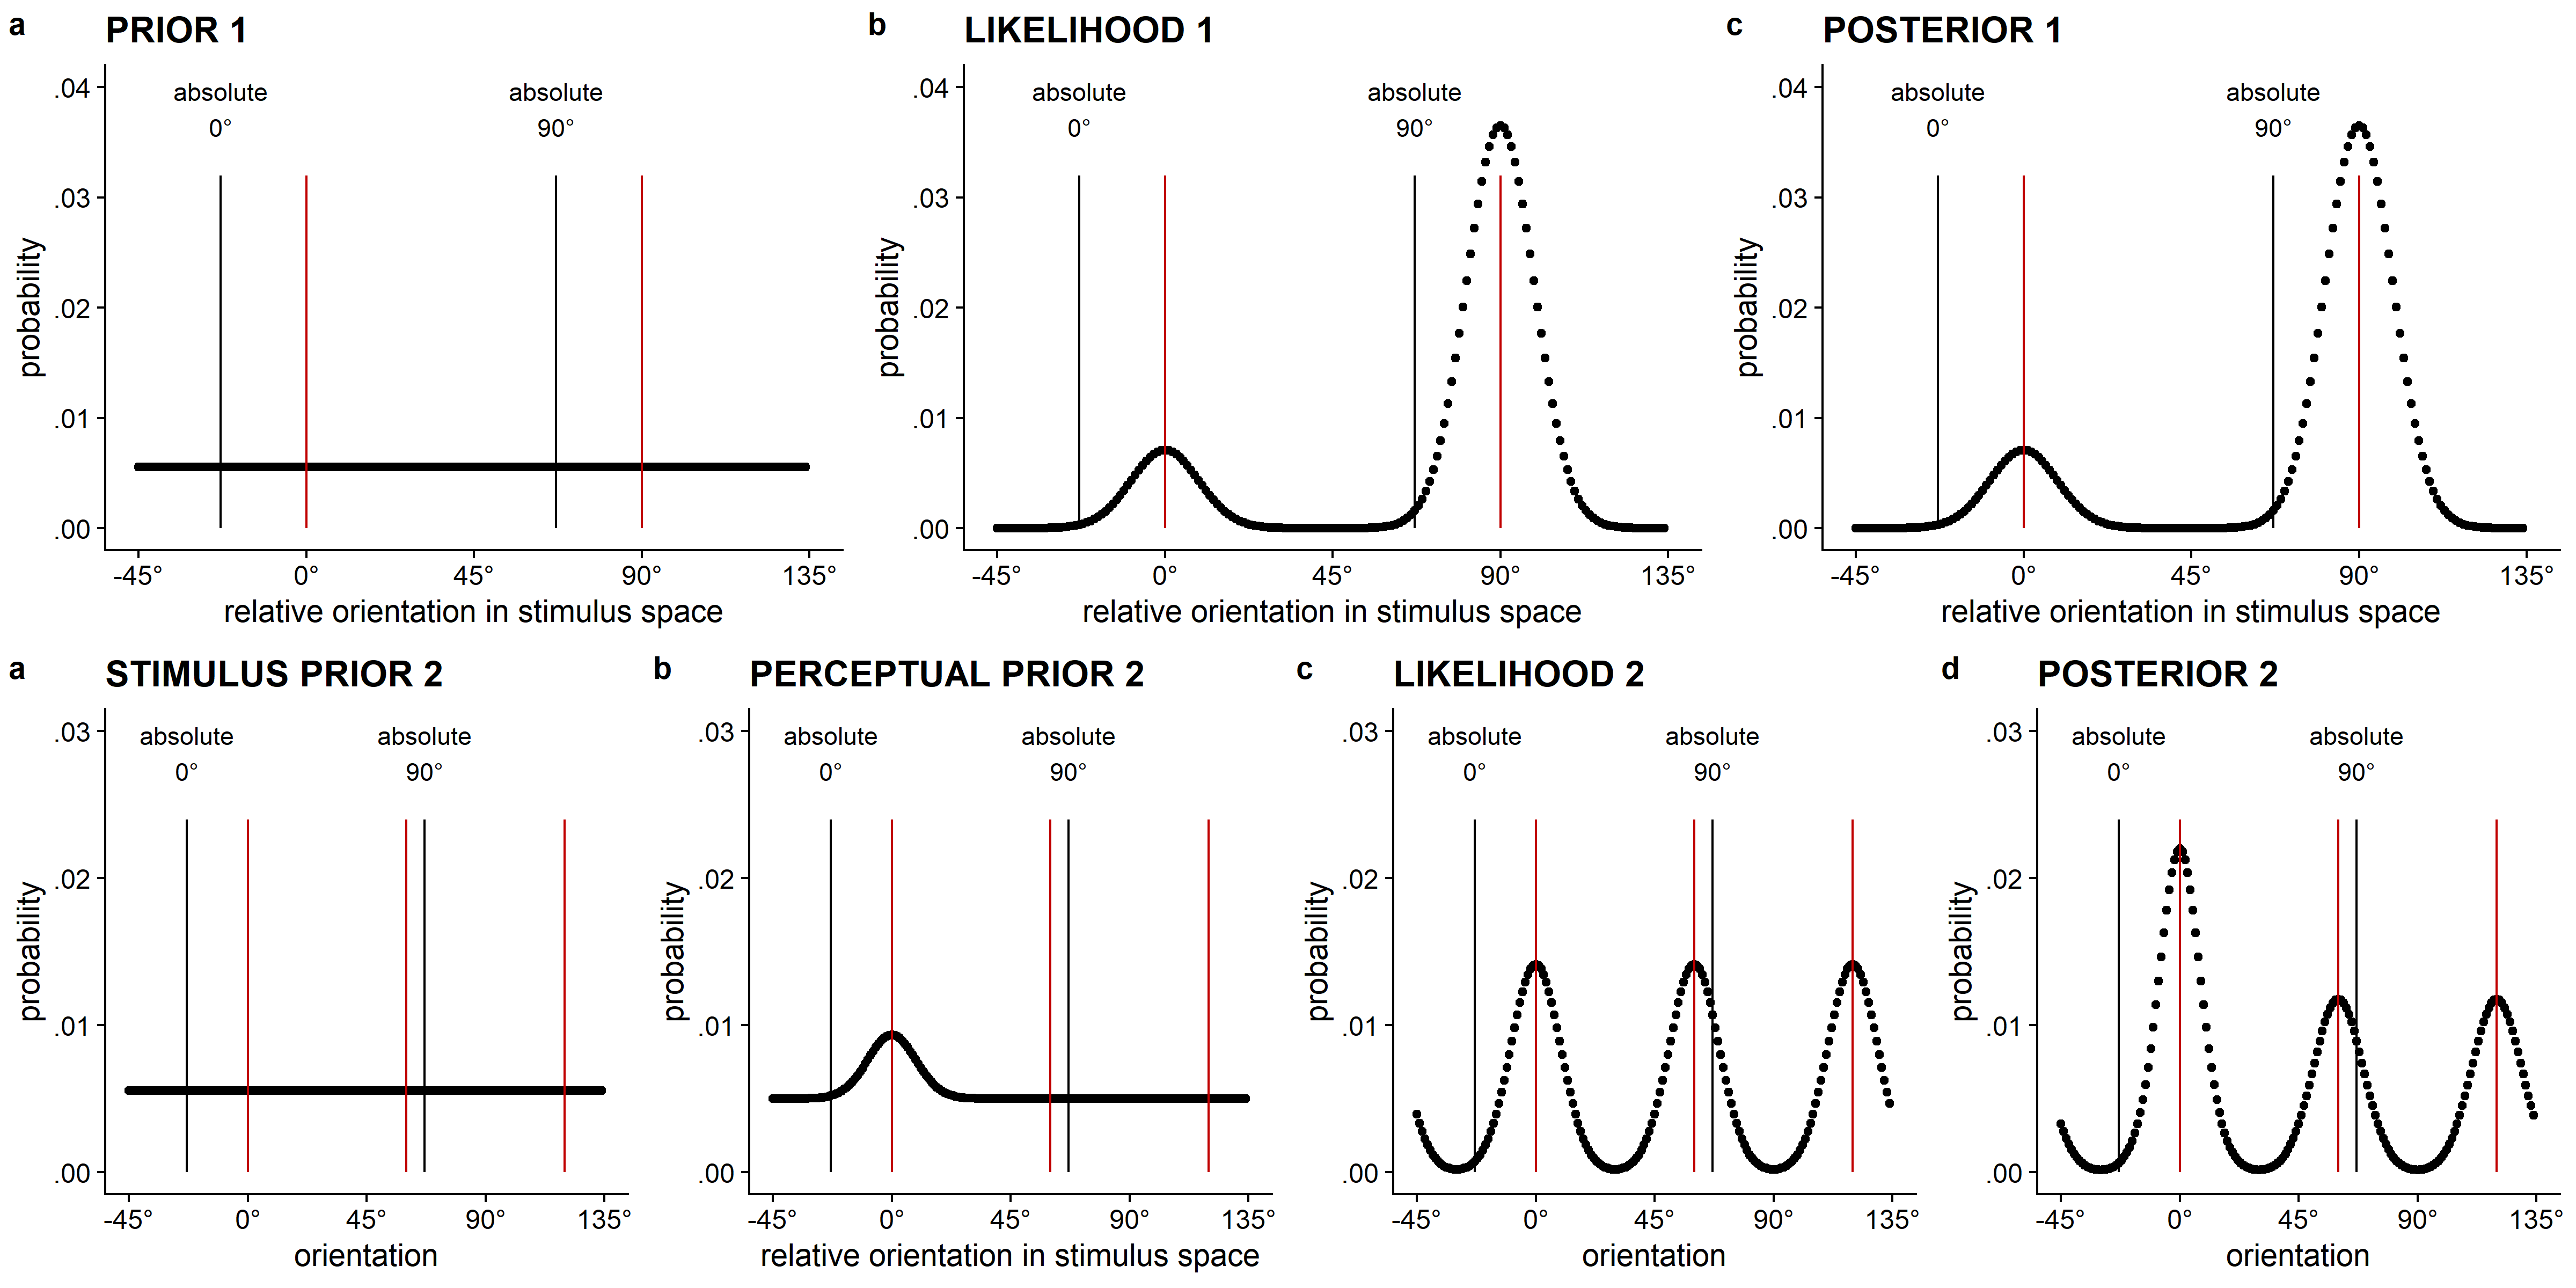 a PRIOR 1
absolute 0°
absolute 90°
.04
.03
.02
.01
.00
probability
-45° 0° 45° 90° 135°
relative orientation in stimulus space
b LIKELIHOOD 1
absolute 0°
absolute 90°
.04
.03
.02
.01
.00
probability
-45° 0° 45° 90° 135°
relative orientation in stimulus space
c POSTERIOR 1
absolute 0°
absolute 90°
.04
.03
.02
.01
.00
probability
-45° 0° 45° 90° 135°
relative orientation in stimulus space
a STIMULUS PRIOR 2
absolute 0°
absolute 90°
.03
.02
.01
.00
probability
-45° 0° 45° 90° 135°
orientation
b PERCEPTUAL PRIOR 2
absolute 0°
absolute 90°
.03
.02
.01
.00
probability
-45° 0° 45° 90° 135°
relative orientation in stimulus space
c LIKELIHOOD 2
absolute 0°
absolute 90°
.03
.02
.01
.00
probability
-45° 0° 45° 90° 135°
orientation
d POSTERIOR 2
absolute 0°
absolute 90°
.03
.02
.01
.00
probability
-45° 0° 45° 90° 135°
orientation